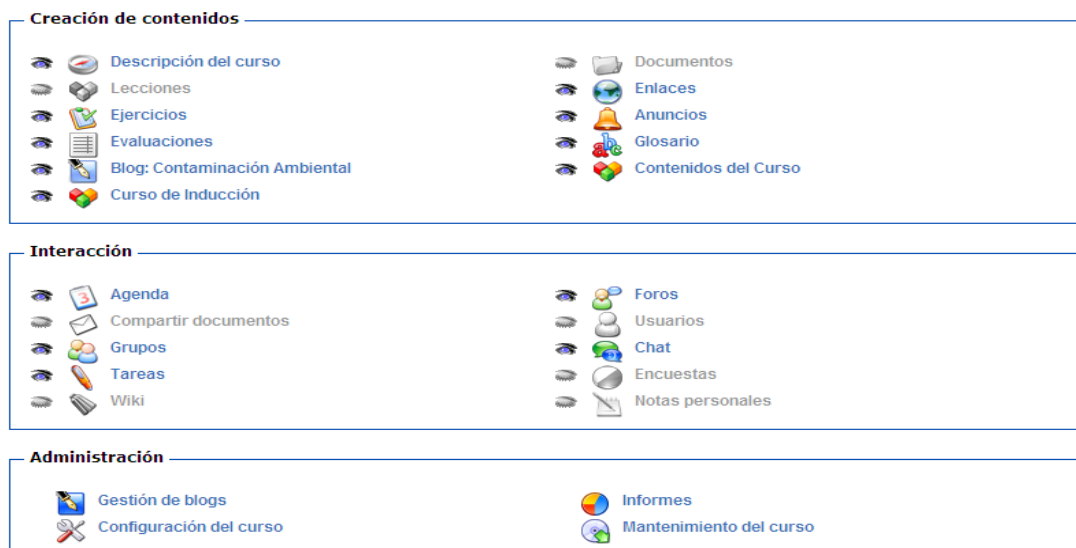 Creación de contenidos
Descripción del curso
Documentos
Lecciones
Enlaces
Ejercicios
Anuncios
Evaluaciones
Glosario
Blog: Contaminación Ambiental
Contenidos del Curso
Curso de Inducción
Interacción
Agenda
Foros
Compartir documentos
Usuarios
Grupos
Chat
Tareas
Encuestas
Wiki
Notas personales
Administración
Gestión de blogs
Informes
Configuración del curso
Mantenimiento del curso